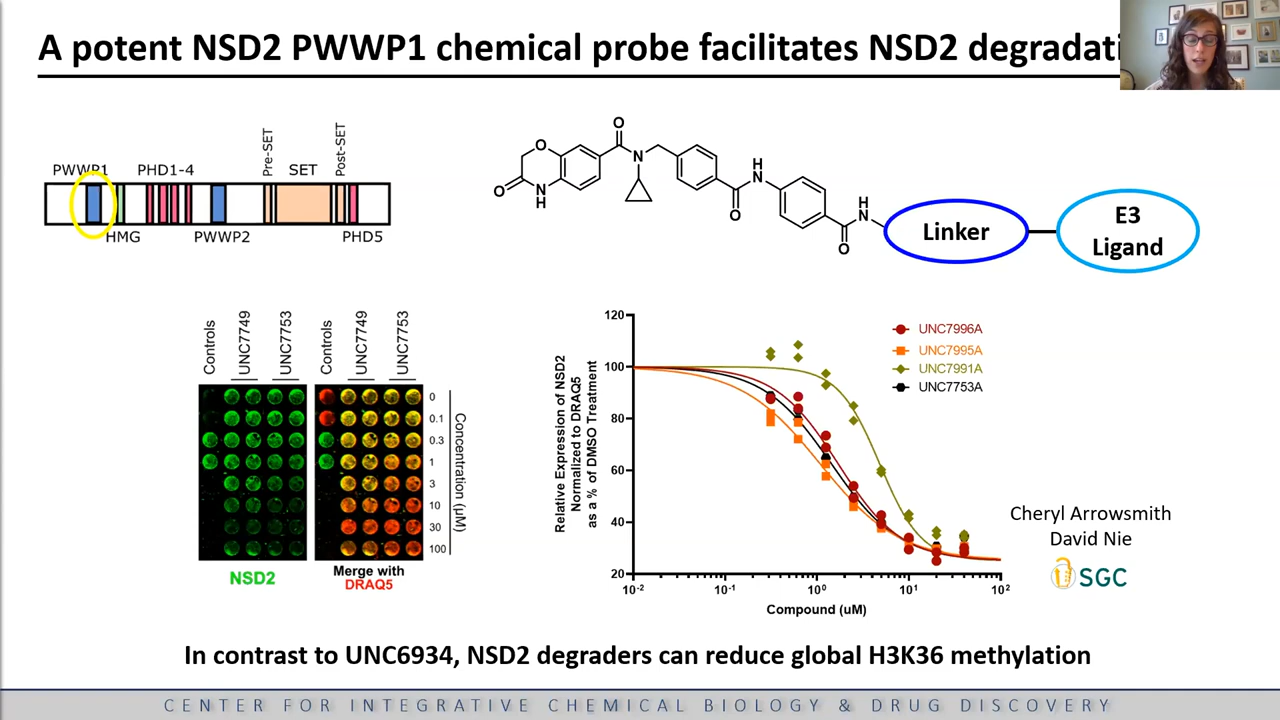 A potent NSD2 PWWP1 chemical probe facilitates NSD2 degradati
PWWP1
PHD1-4
Pre-SET
SET
Post-SET
HMG
PWWP2
PHD5
O
O
N
O
N
H
O
H
N
O
H
N
Linker
E3
Ligand
Controls
UNC7749
UNC7753
Controls
UNC7749
UNC7753
0
0.1
0.3
1
3
10
30
100
Concentration (μM)
NSD2
Merge with
DRAQ5
Relative Expression of NSD2
Normalized to DRAQ5
as a % of DMSO Treatment
120
100
80
60
40
20
10-2
10-1
100
101
102
Compound (uM)
UNC7996A
UNC7995A
UNC7991A
UNC7753A
Cheryl Arrowsmith
David Nie
SGC
In contrast to UNC6934, NSD2 degraders can reduce global H3K36 methylation
CENTER FOR INTEGRATIVE CHEMICAL BIOLOGY & DRUG DISCOVERY